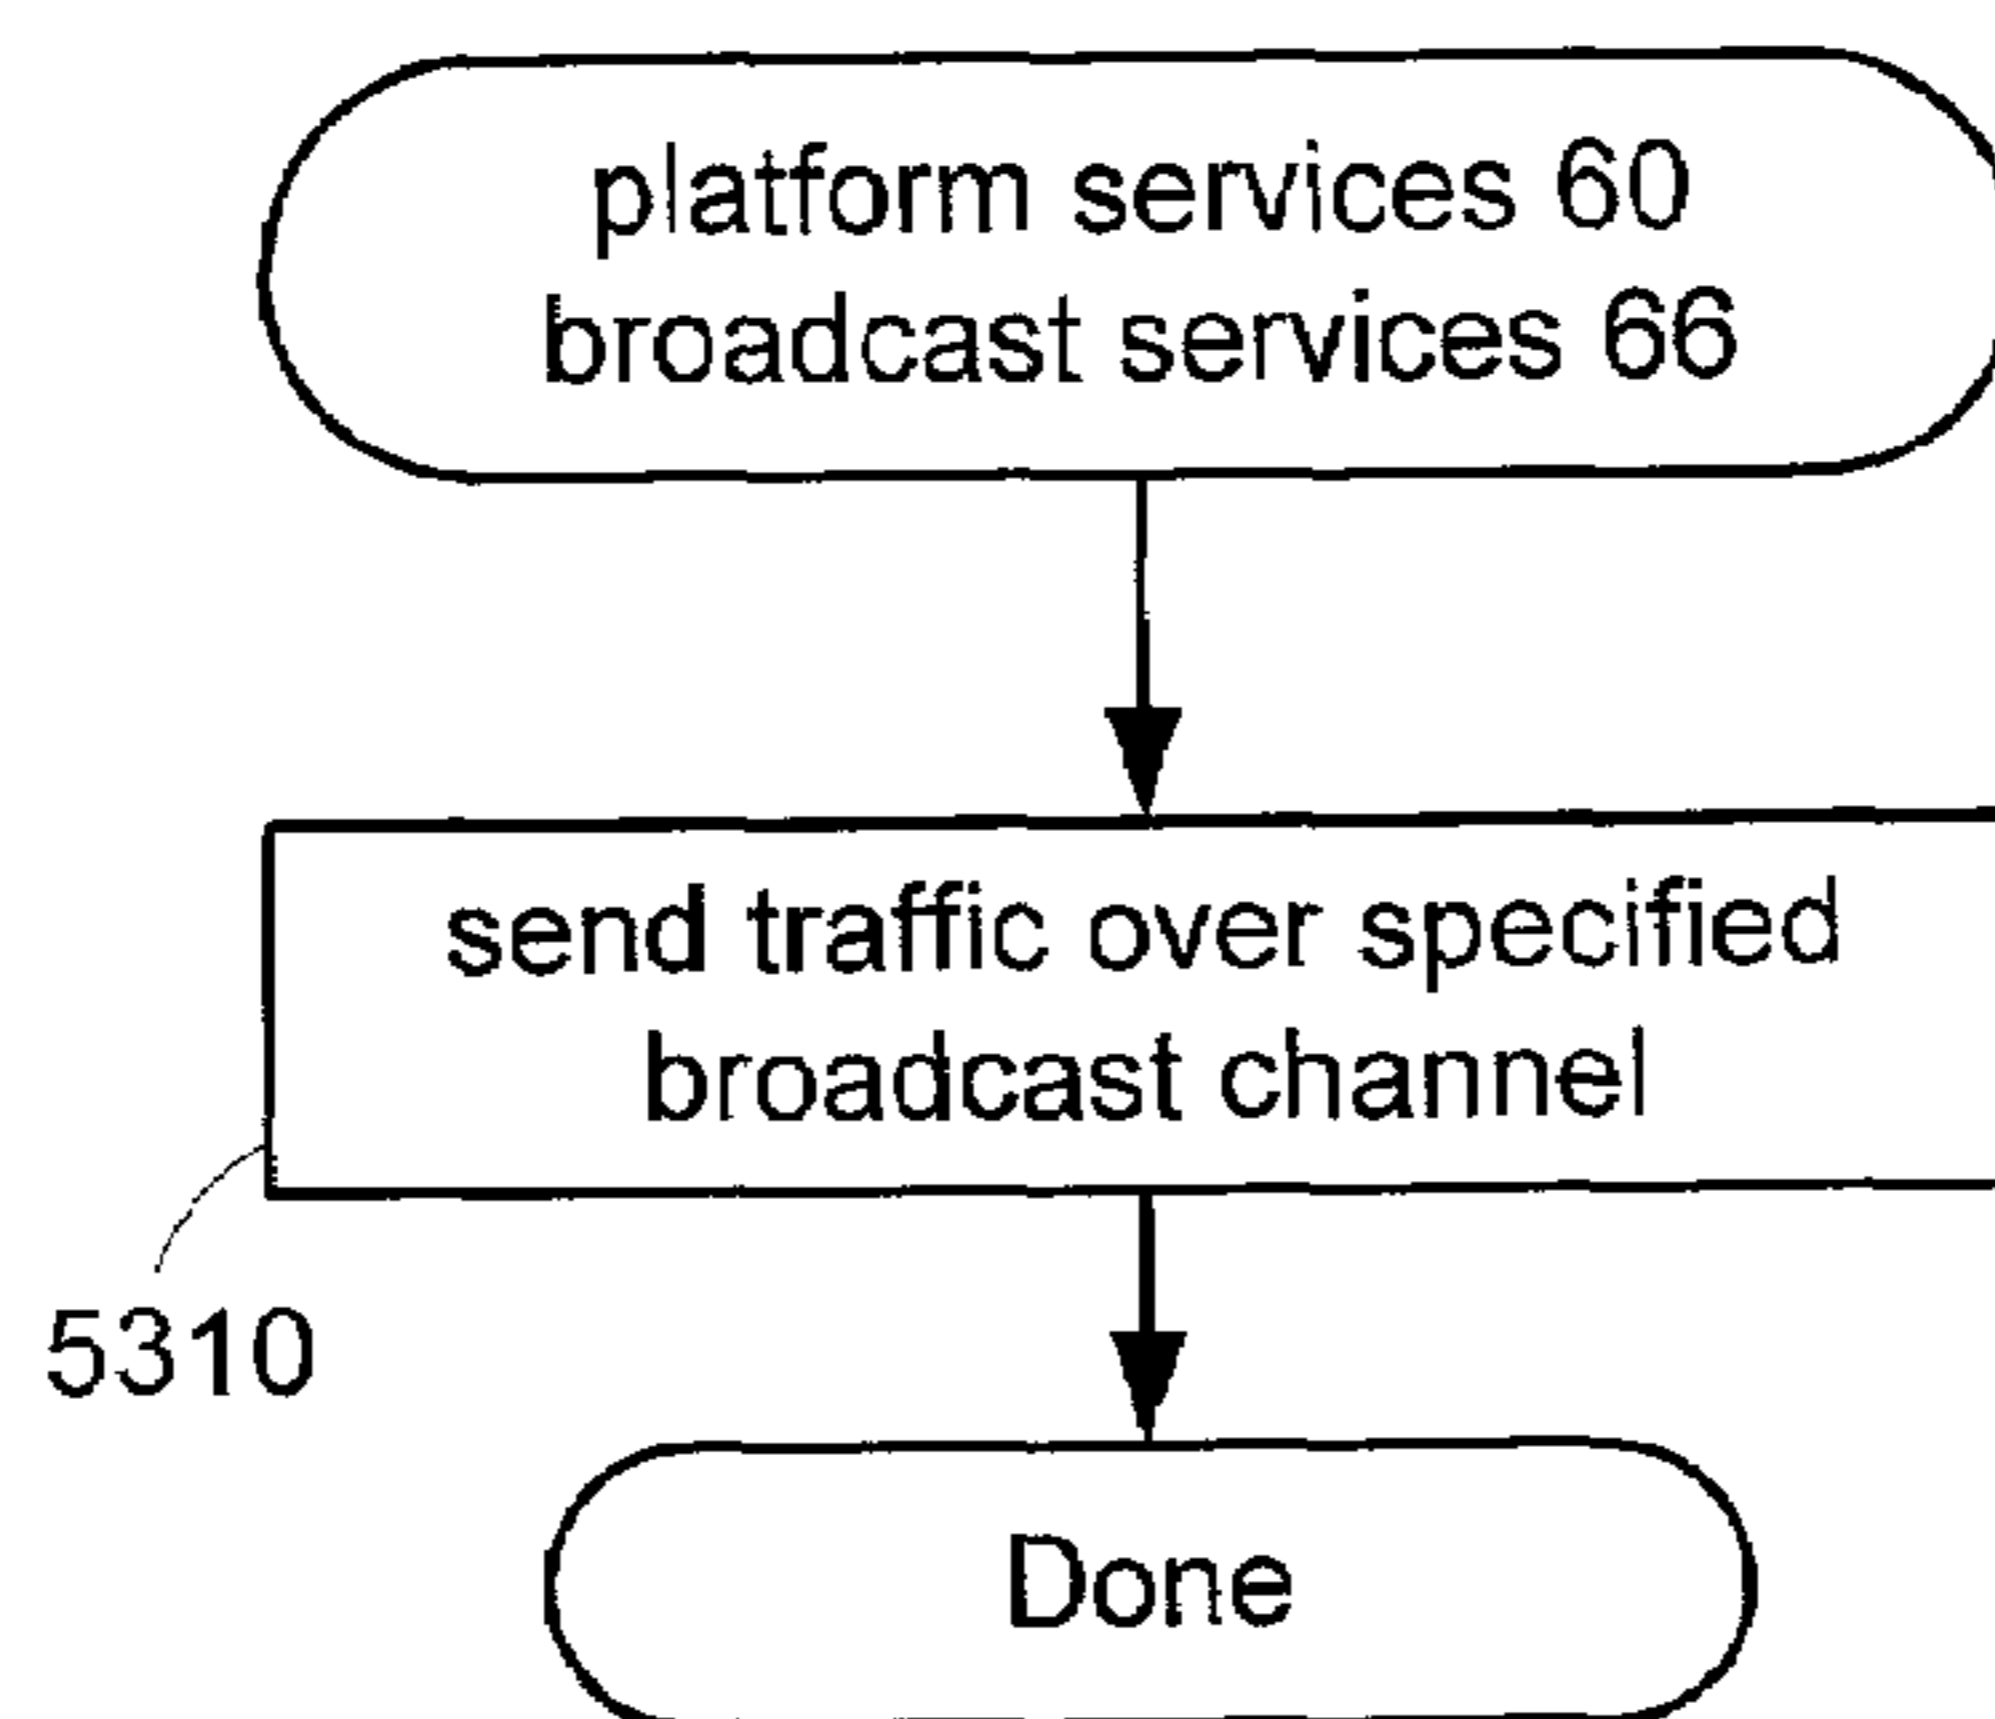 platform services 60
broadcast services 66
send traffic over specified
broadcast channel
5310
Done